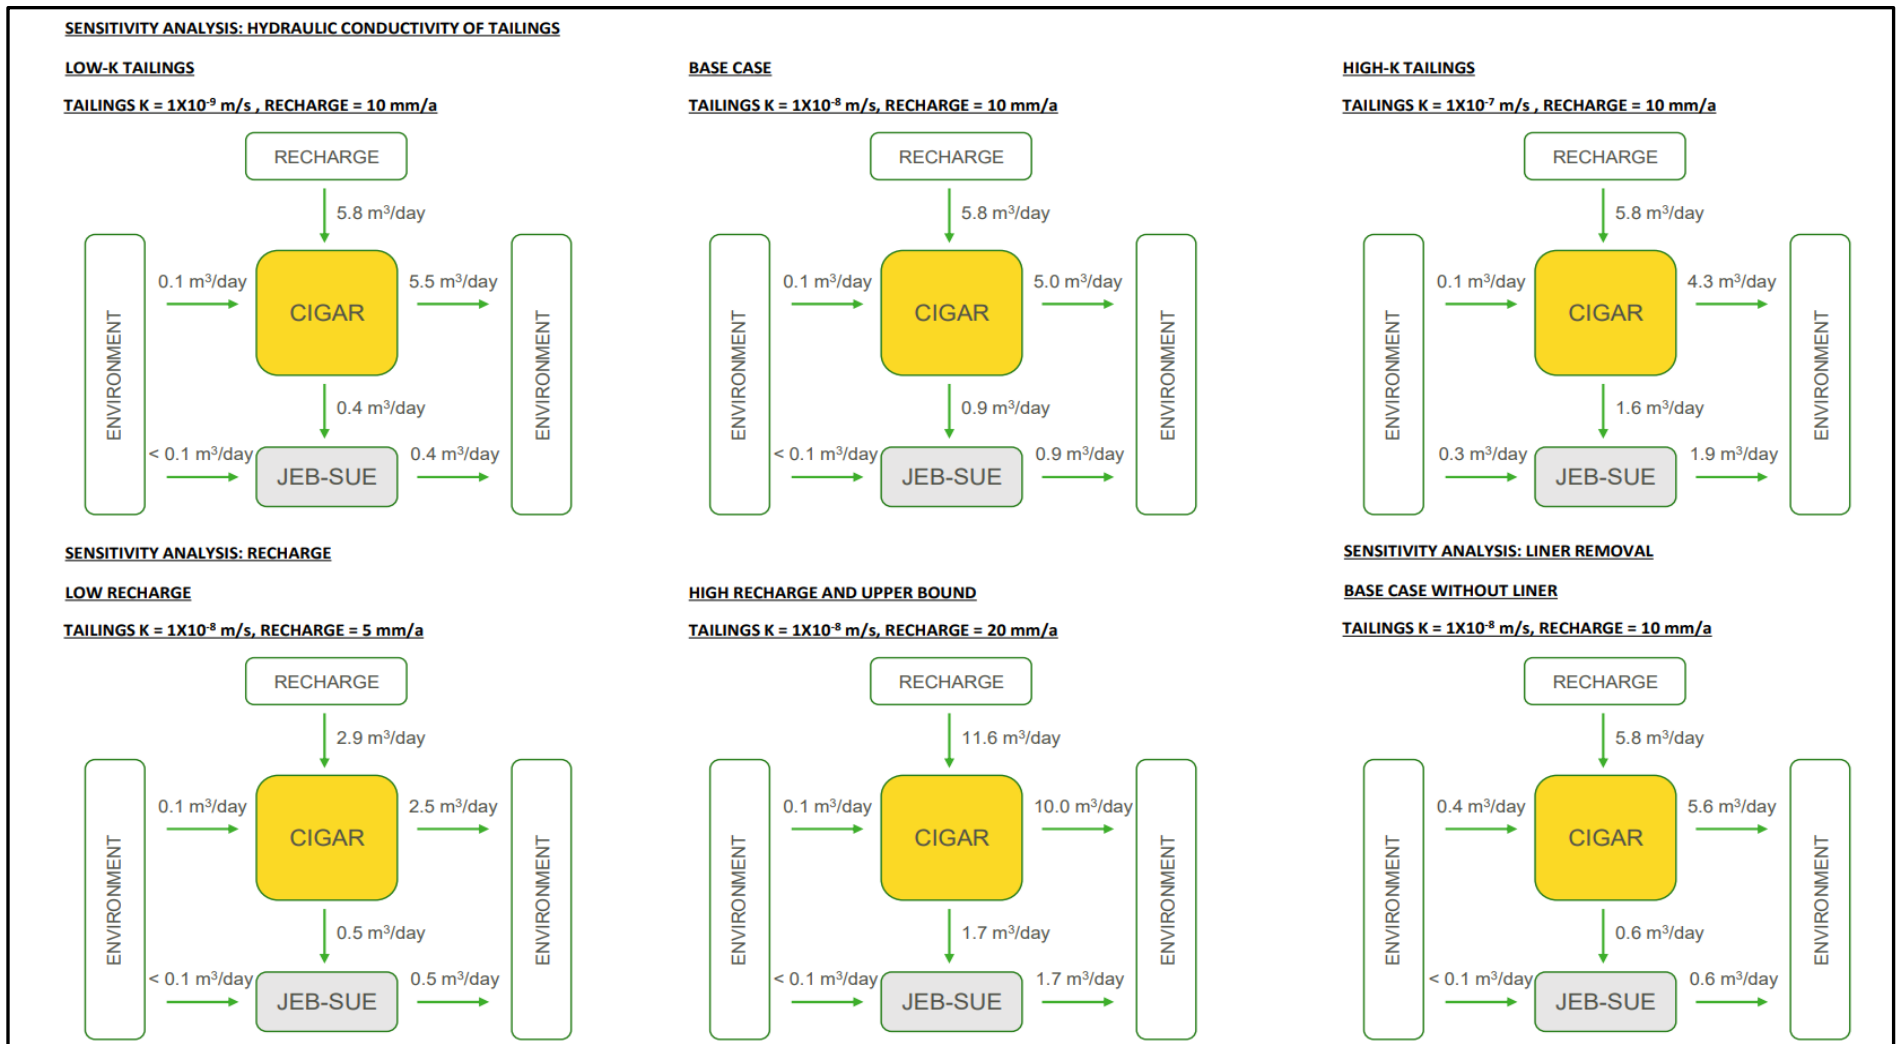 SENSITIVITY ANALYSIS: HYDRAULIC CONDUCTIVITY OF TAILINGS
LOW-K TAILINGS
TAILINGS K = 1X10⁻⁹ m/s , RECHARGE = 10 mm/a
RECHARGE
5.8 m³/day
ENVIRONMENT
0.1 m³/day
CIGAR
5.5 m³/day
ENVIRONMENT
0.4 m³/day
< 0.1 m³/day
JEB-SUE
0.4 m³/day
BASE CASE
TAILINGS K = 1X10⁻⁸ m/s, RECHARGE = 10 mm/a
RECHARGE
5.8 m³/day
ENVIRONMENT
0.1 m³/day
CIGAR
5.0 m³/day
ENVIRONMENT
0.9 m³/day
< 0.1 m³/day
JEB-SUE
0.9 m³/day
HIGH-K TAILINGS
TAILINGS K = 1X10⁻⁷ m/s , RECHARGE = 10 mm/a
RECHARGE
5.8 m³/day
ENVIRONMENT
0.1 m³/day
CIGAR
4.3 m³/day
ENVIRONMENT
1.6 m³/day
0.3 m³/day
JEB-SUE
1.9 m³/day
SENSITIVITY ANALYSIS: RECHARGE
LOW RECHARGE
TAILINGS K = 1X10⁻⁸ m/s, RECHARGE = 5 mm/a
RECHARGE
2.9 m³/day
ENVIRONMENT
0.1 m³/day
CIGAR
2.5 m³/day
ENVIRONMENT
0.5 m³/day
< 0.1 m³/day
JEB-SUE
0.5 m³/day
HIGH RECHARGE AND UPPER BOUND
TAILINGS K = 1X10⁻⁸ m/s, RECHARGE = 20 mm/a
RECHARGE
11.6 m³/day
ENVIRONMENT
0.1 m³/day
CIGAR
10.0 m³/day
ENVIRONMENT
1.7 m³/day
< 0.1 m³/day
JEB-SUE
1.7 m³/day
SENSITIVITY ANALYSIS: LINER REMOVAL
BASE CASE WITHOUT LINER
TAILINGS K = 1X10⁻⁸ m/s, RECHARGE = 10 mm/a
RECHARGE
5.8 m³/day
ENVIRONMENT
0.4 m³/day
CIGAR
5.6 m³/day
ENVIRONMENT
0.6 m³/day
< 0.1 m³/day
JEB-SUE
0.6 m³/day